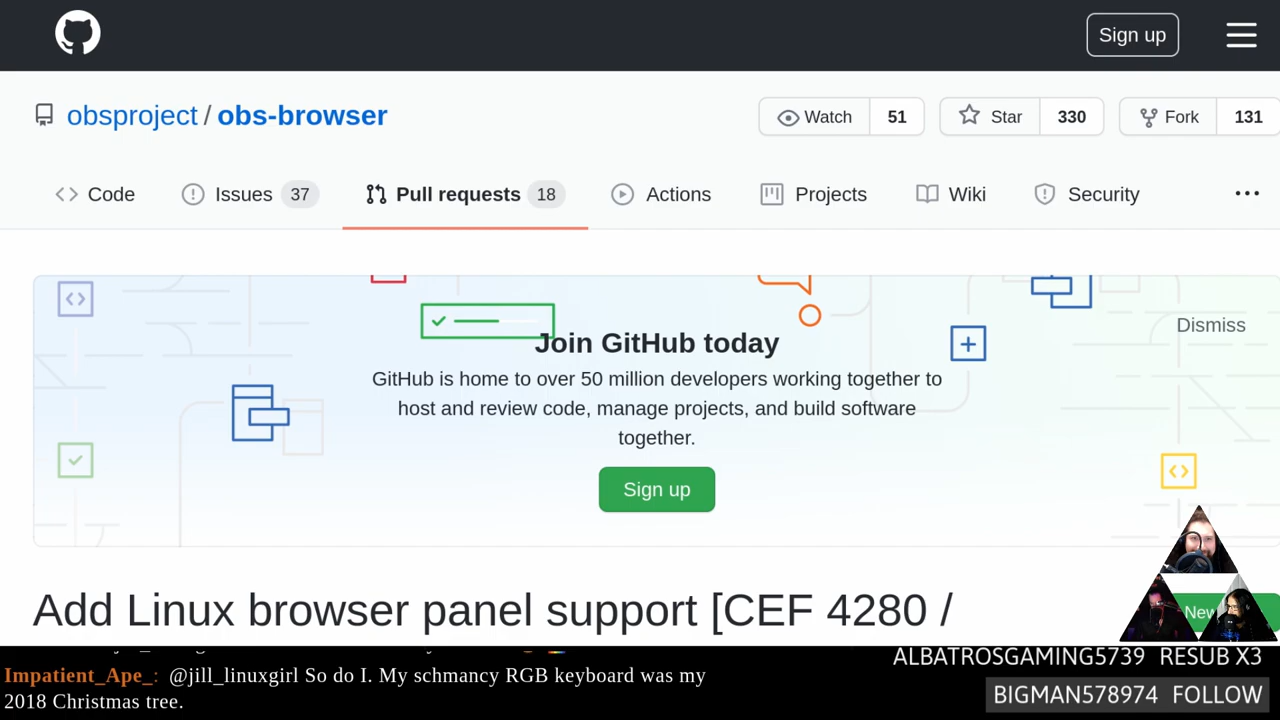 Sign up
obsproject / obs-browser
Watch 51
Star 330
Fork 131
Code
Issues 37
Pull requests 18
Actions
Projects
Wiki
Security
Dismiss
Join GitHub today
GitHub is home to over 50 million developers working together to
host and review code, manage projects, and build software
together.
Sign up
Add Linux browser panel support [CEF 4280 /
New
Impatient_Ape_: @jill_linuxgirl So do I. My schmancy RGB keyboard was my
2018 Christmas tree.
ALBATROSGAMING5739 RESUB X3
BIGMAN578974 FOLLOW